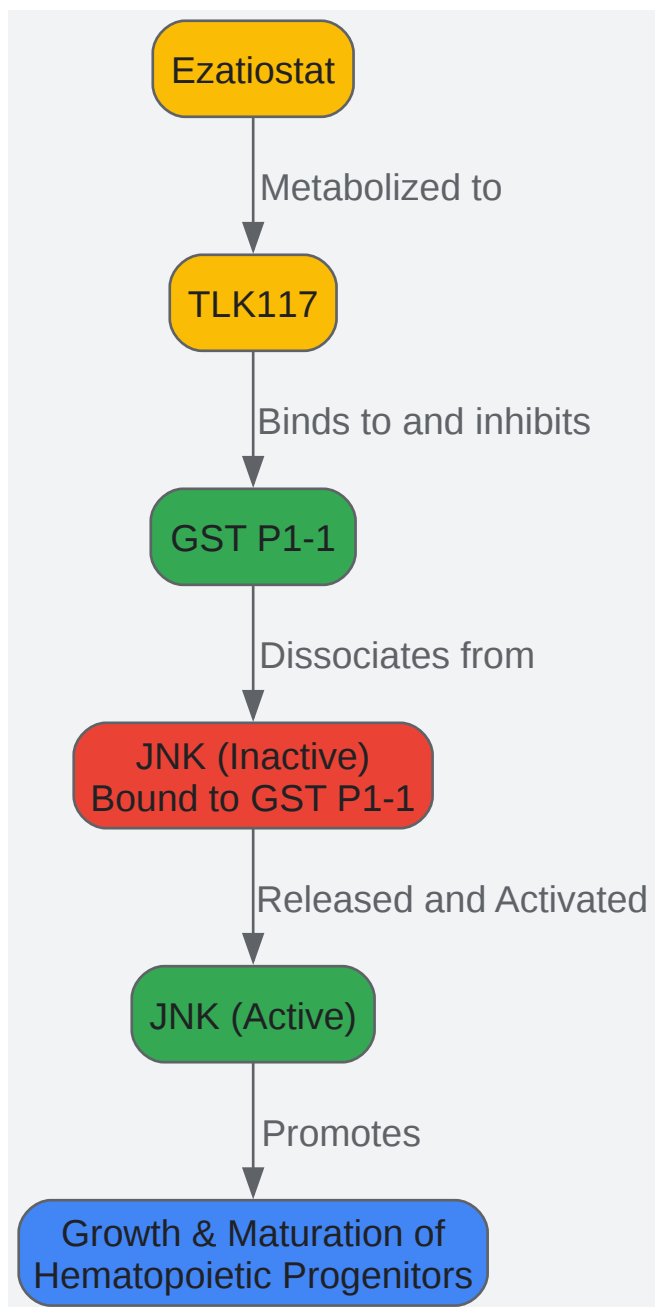 Ezatiostat
Metabolized to
TLK117
Binds to and inhibits
GST P1-1
Dissociates from
JNK (Inactive)
Bound to GST P1-1
Released and Activated
JNK (Active)
Promotes
Growth & Maturation of
Hematopoietic Progenitors